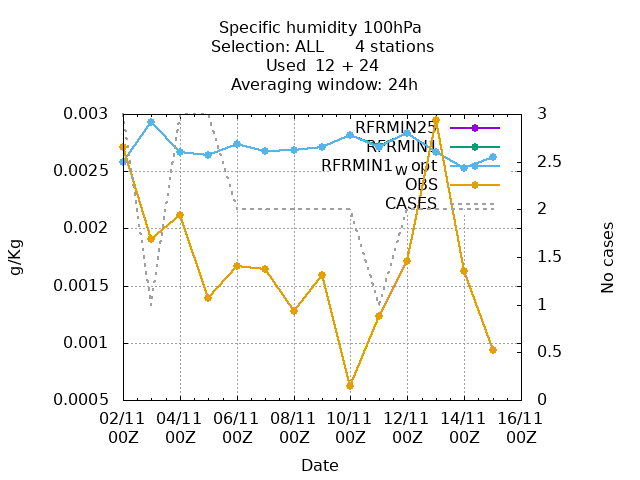 Specific humidity 100hPa
Selection: ALL 4 stations
Used 12 + 24
Averaging window: 24h
RFRMIN25
RFRMIN1
RFRMIN1_w opt
OBS
CASES
0.003
0.0025
0.002
0.0015
0.001
0.0005
g/Kg
3
2.5
2
1.5
1
0.5
0
No cases
02/11 04/11 06/11 08/11 10/11 12/11 14/11 16/11
00Z 00Z 00Z 00Z 00Z 00Z 00Z 00Z
Date